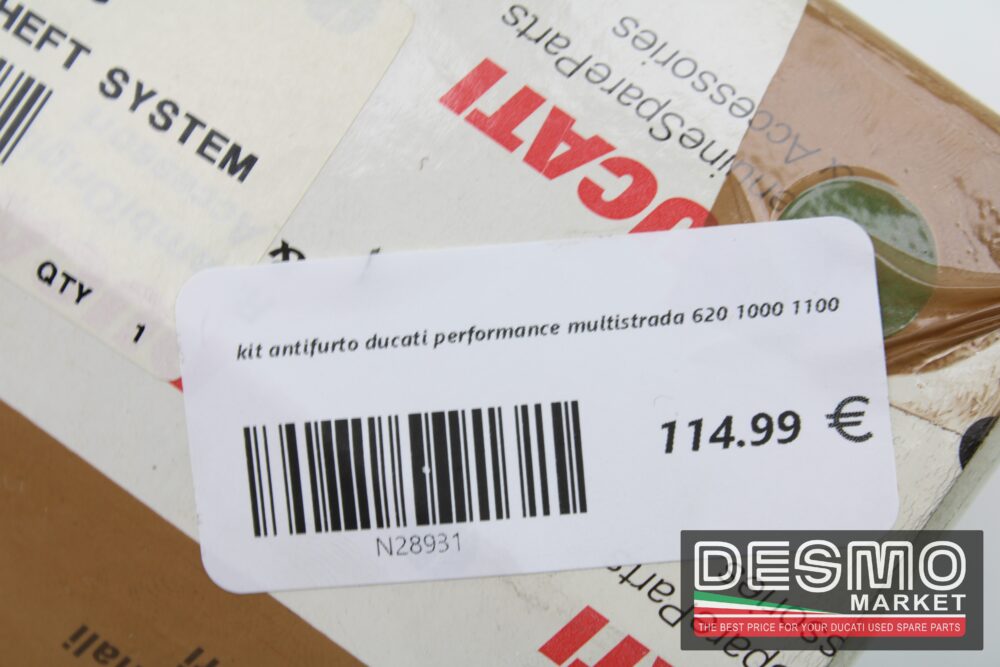 HEFT SYSTEM
QTY 1
DUCATI
SpareParts
& Accessories
&
kit antifurto ducati performance multistrada 620 1000 1100
114.99 €
N28931
DESMO
MARKET
THE BEST PRICE FOR YOUR DUCATI USED SPARE PARTS